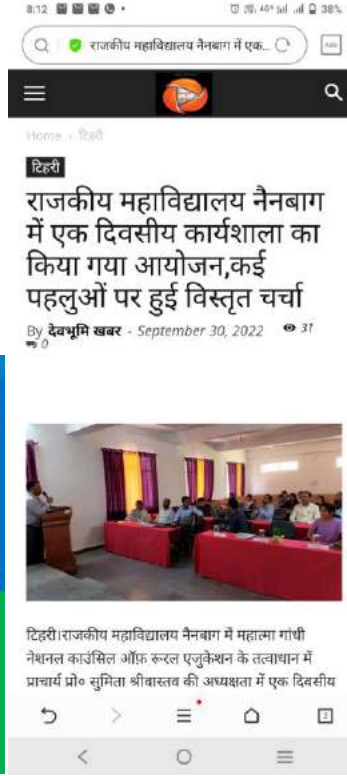 8:12
38%
राजकीय महाविद्यालय नैनबाग में एक...
Home › टिहरी
टिहरी
राजकीय महाविद्यालय नैनबाग
में एक दिवसीय कार्यशाला का
किया गया आयोजन,कई
पहलुओं पर हुई विस्तृत चर्चा
By देवभूमि खबर - September 30, 2022 31
0
टिहरी।राजकीय महाविद्यालय नैनबाग में महात्मा गांधी
नेशनल काउंसिल ऑफ़ रूरल एजुकेशन के तत्वाधान में
प्राचार्य प्रो० सुमिता श्रीवास्तव की अध्यक्षता में एक दिवसीय
2